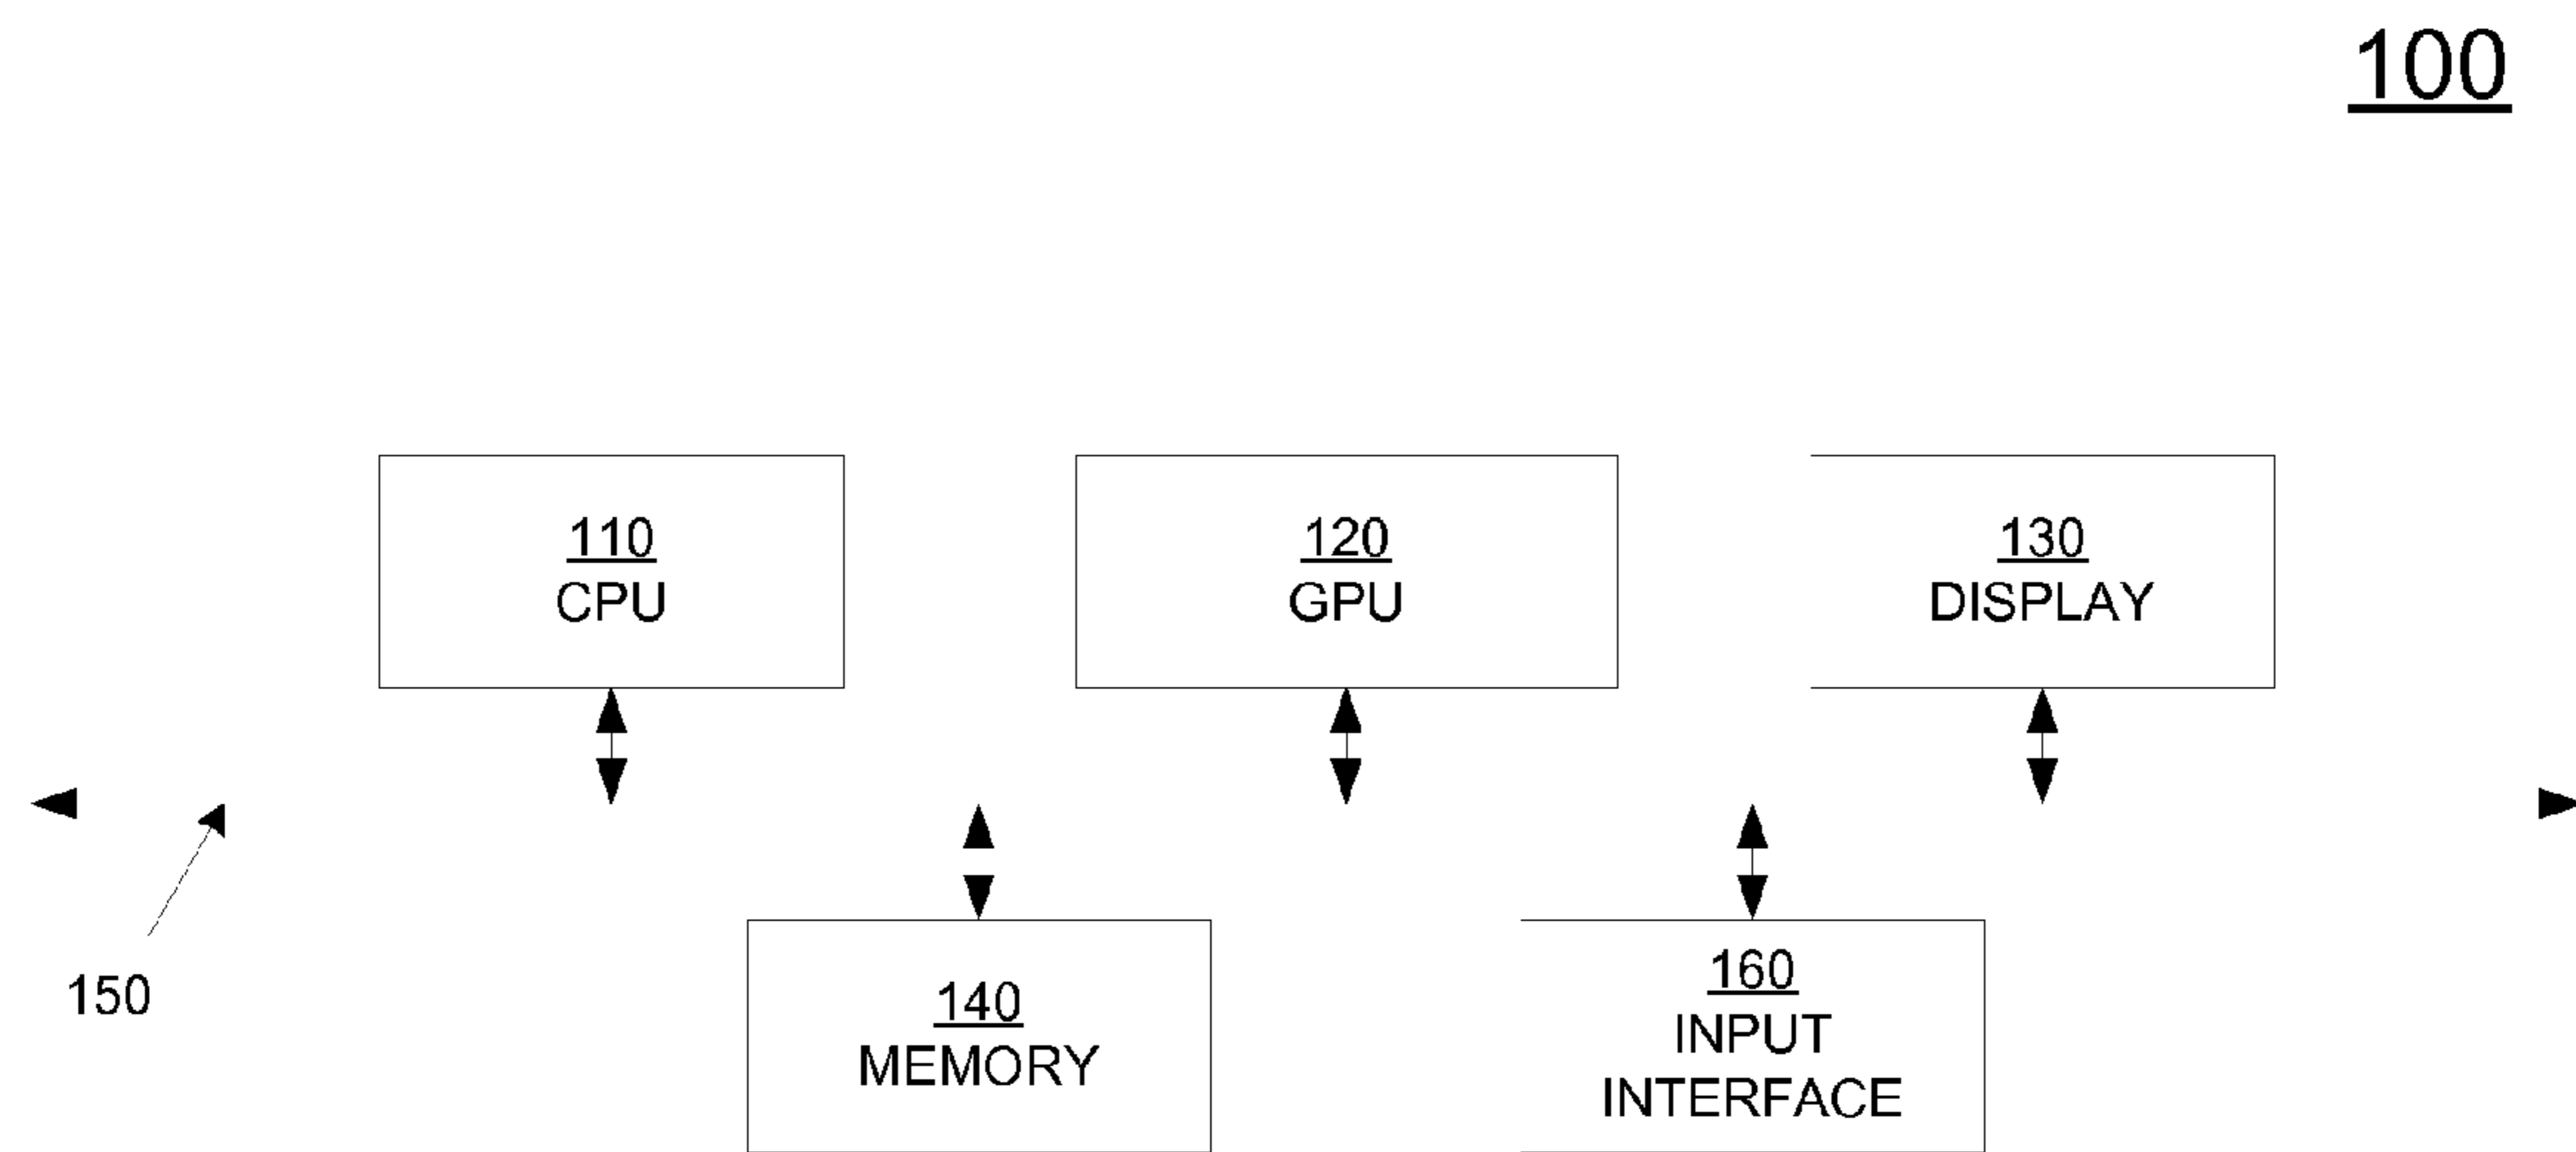 100
110
CPU
120
GPU
130
DISPLAY
150
140
MEMORY
160
INPUT
INTERFACE